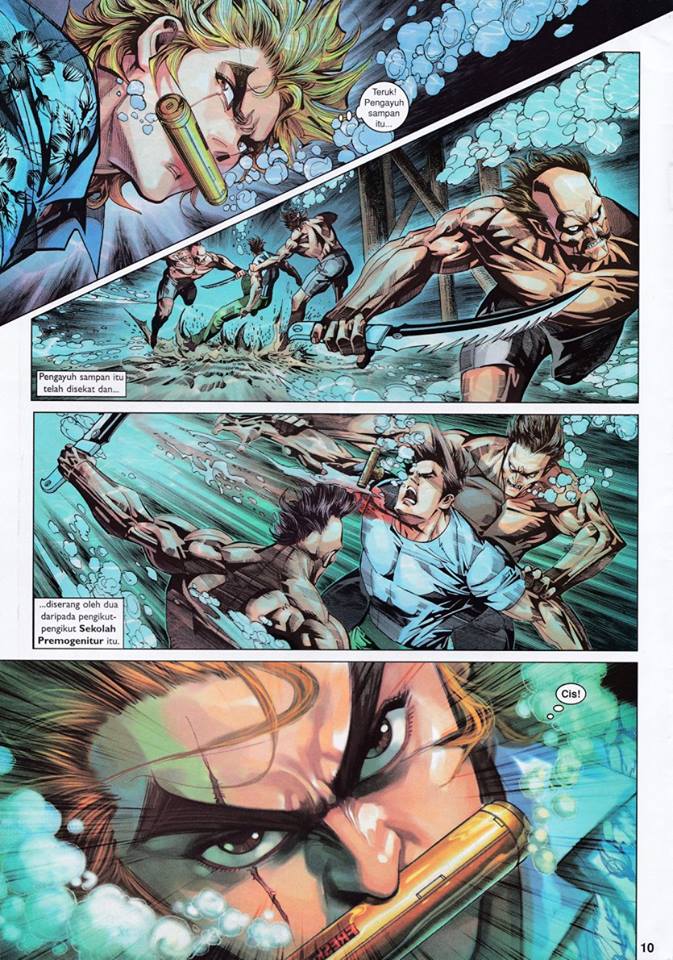 Teruk!
Pengayuh
sampan
itu...
Pengayuh sampan itu
telah disekat dan...
...diserang oleh dua
daripada pengikut-
pengikut Sekolah
Premogenitur itu.
Cis!
10